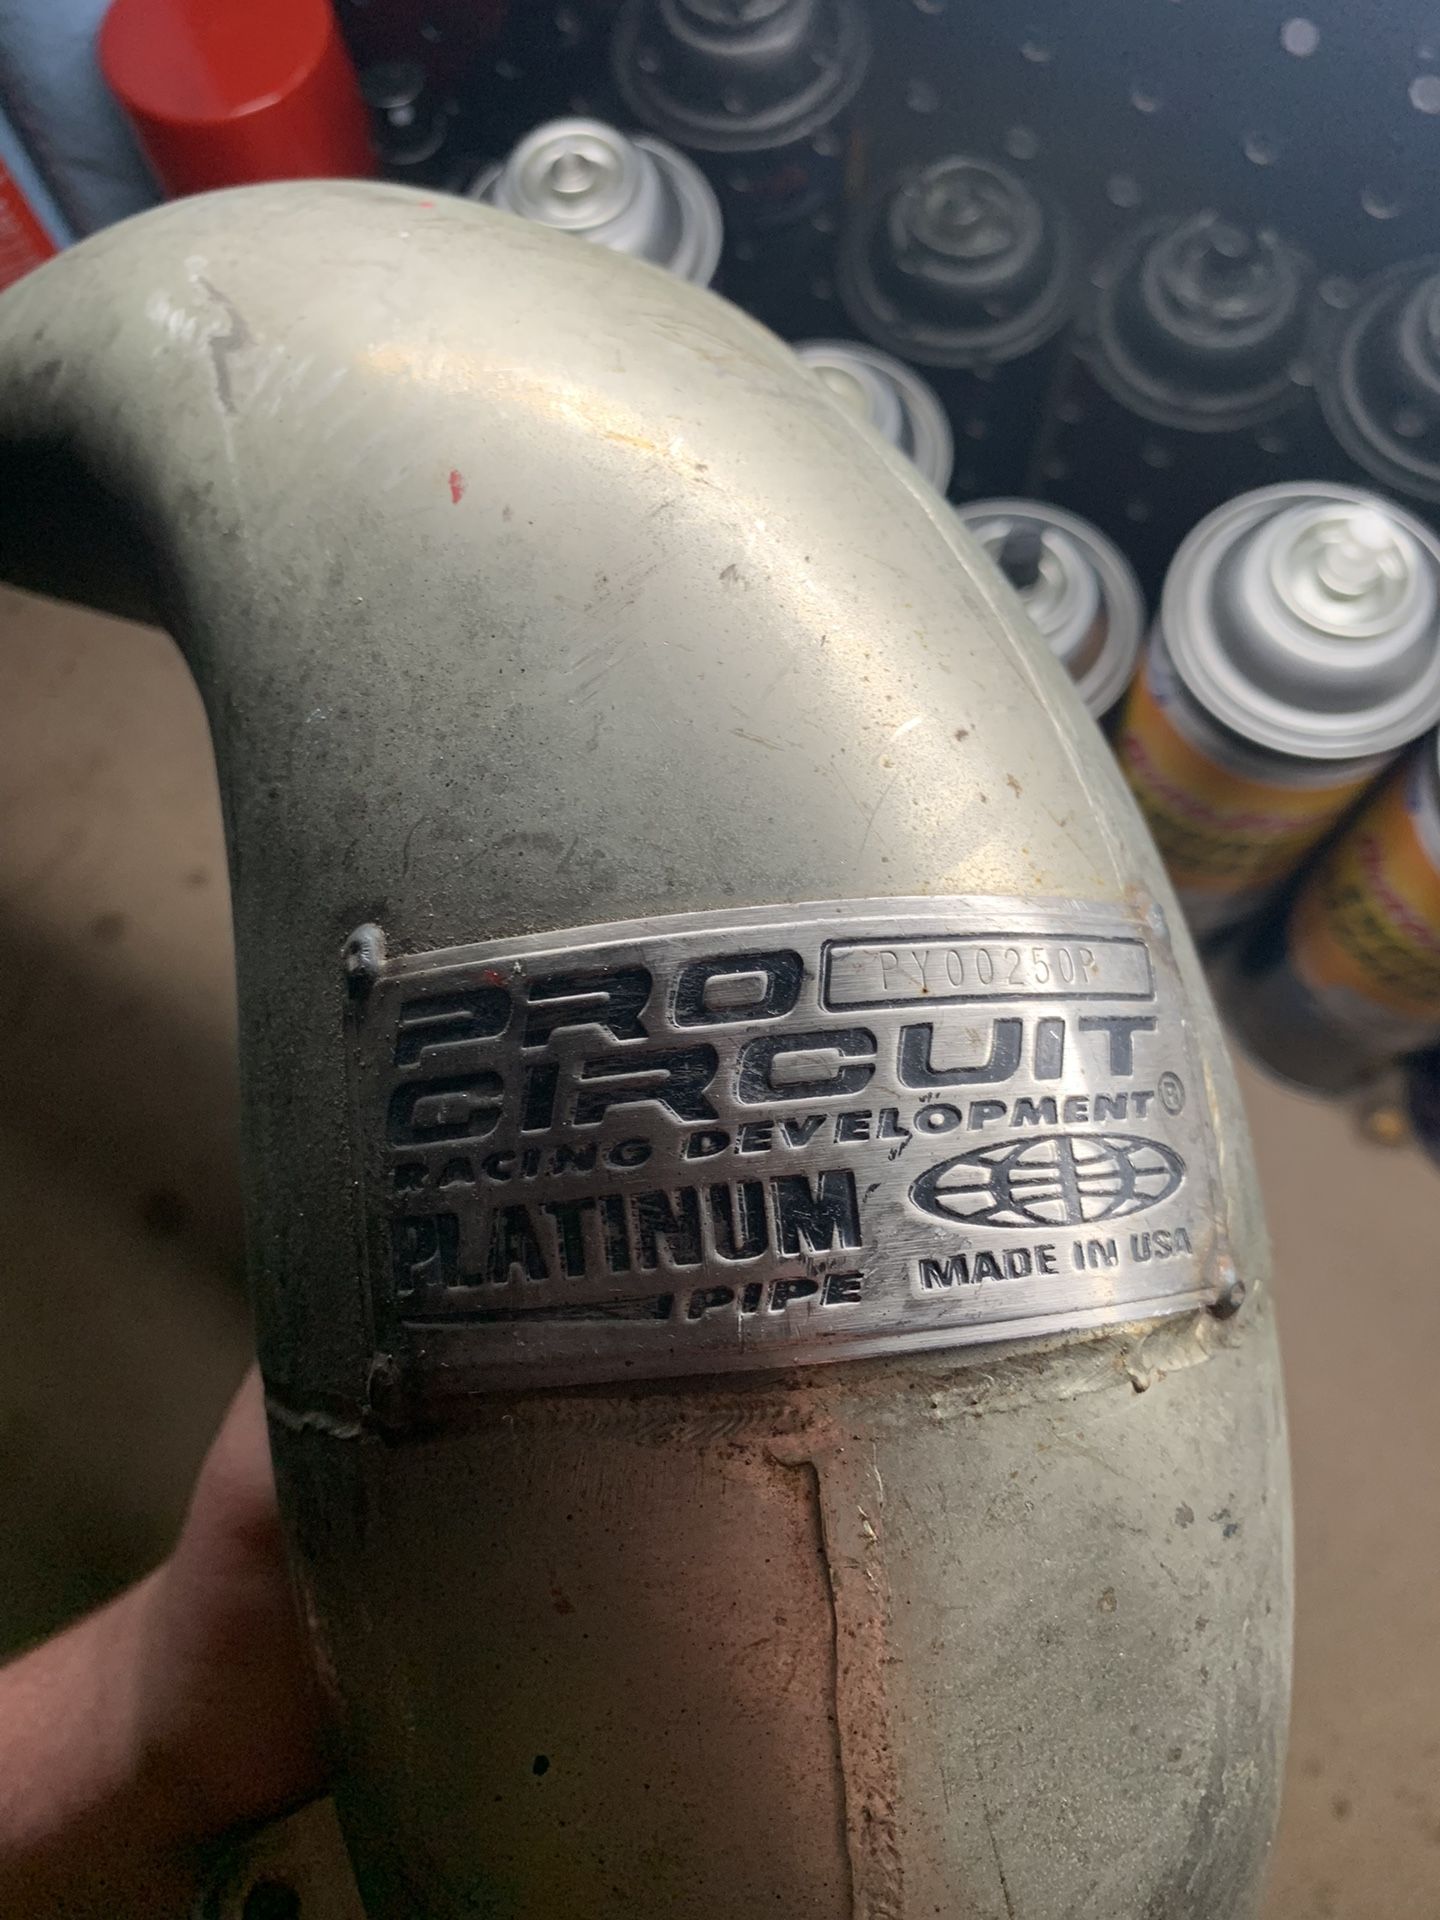 PRO PY00250P
CIRCUIT
RACING DEVELOPMENT®
PLATINUM
PIPE
MADE IN USA